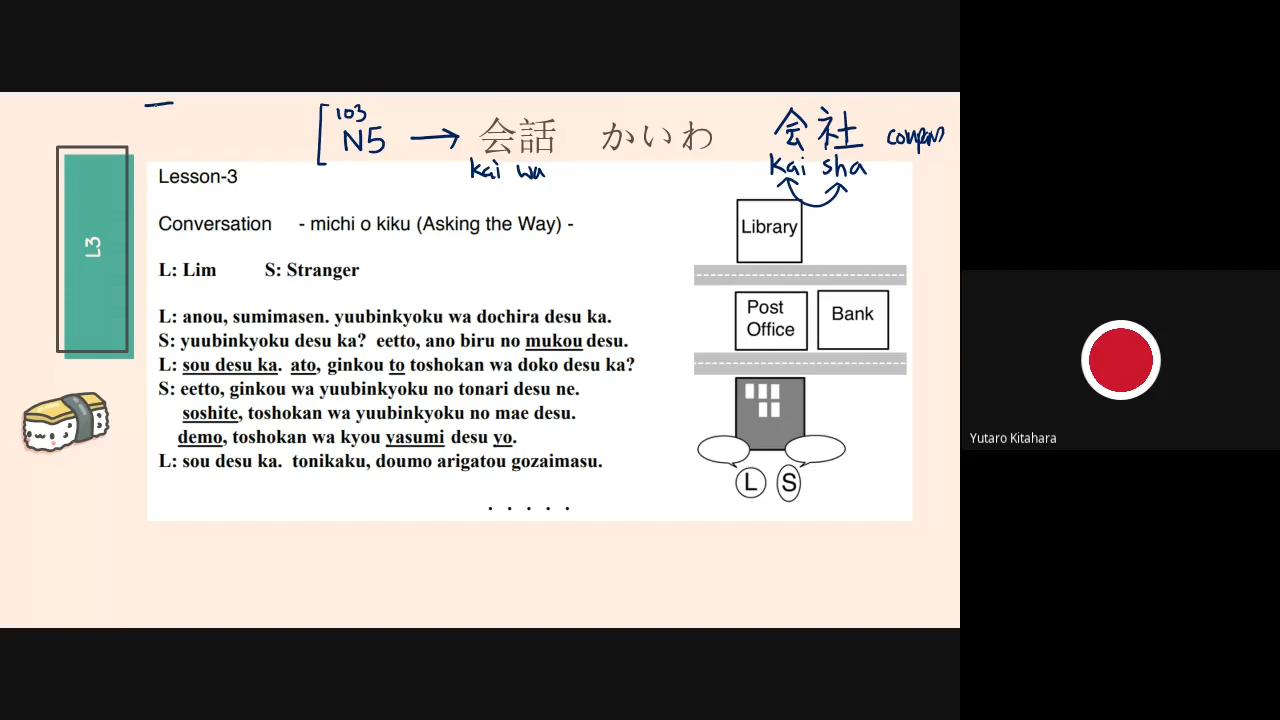 103
N5 → 会話 かいわ 会社
kai wa
kai sha
L3
Lesson-3
Conversation - michi o kiku (Asking the Way) -
L: Lim S: Stranger
L: anou, sumimasen. yuubinkyoku wa dochira desu ka.
S: yuubinkyoku desu ka? eetto, ano biru no mukou desu.
L: sou desu ka. ato, ginkou to toshokan wa doko desu ka?
S: eetto, ginkou wa yuubinkyoku no tonari desu ne.
soshite, toshokan wa yuubinkyoku no mae desu.
demo, toshokan wa kyou yasumi desu yo.
L: sou desu ka. tonikaku, doumo arigatou gozaimasu.
. . . . .
Library
Post
Office
Bank
L S
Yutaro Kitahara